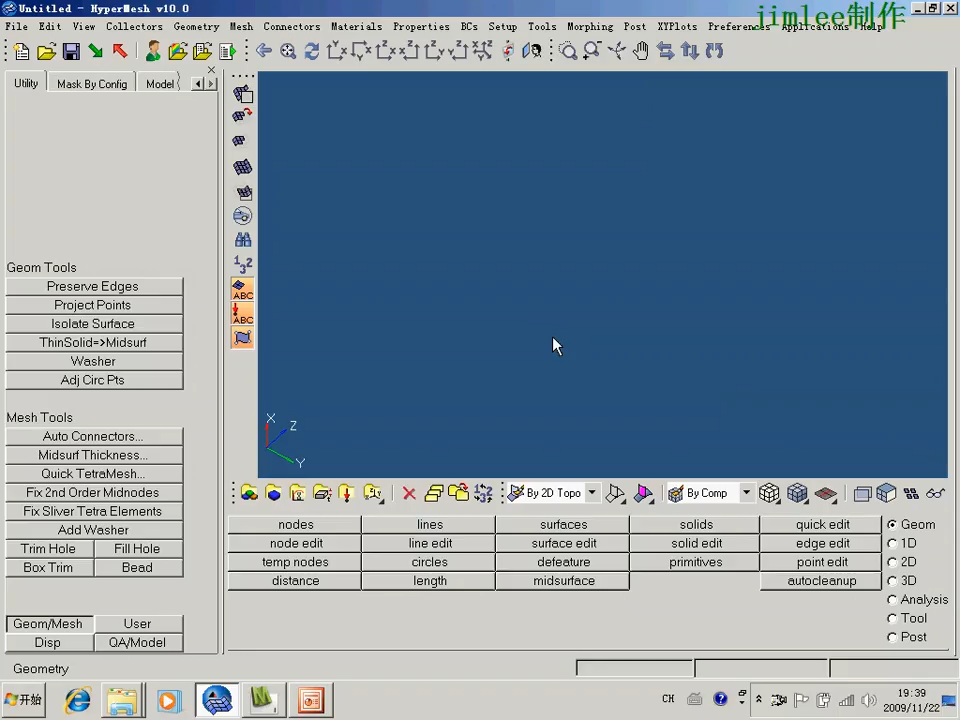 Untitled - HyperMesh v10.0
jimlee制作
File Edit View Collectors Geometry Mesh Connectors Materials Properties BCs Setup Tools Morphing Post XYPlots Preferences Applications Help
Utility Mask By Config Model
ABC
ABC
Geom Tools
Preserve Edges
Project Points
Isolate Surface
ThinSolid=>Midsurf
Washer
Adj Circ Pts
Mesh Tools
Auto Connectors...
Midsurf Thickness...
Quick TetraMesh...
Fix 2nd Order Midnodes
Fix Sliver Tetra Elements
Add Washer
Trim Hole Fill Hole
Box Trim Bead
Geom/Mesh User
Disp QA/Model
X
Z
Y
By 2D Topo By Comp
nodes lines surfaces solids quick edit Geom
node edit line edit surface edit solid edit edge edit 1D
temp nodes circles defeature primitives point edit 2D
distance length midsurface autocleanup 3D
Analysis
Tool
Post
Geometry
开始 CH 19:39
2009/11/22